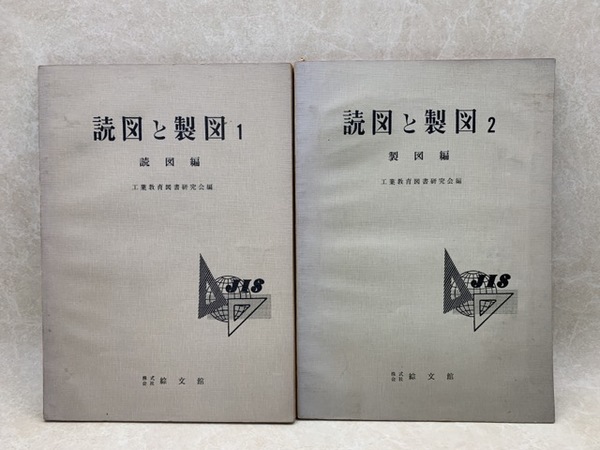 読図と製図1
読図編
工業教育図書研究会編
JIS
株式会社 綜文館
読図と製図2
製図編
工業教育図書研究会編
JIS
株式会社 綜文館